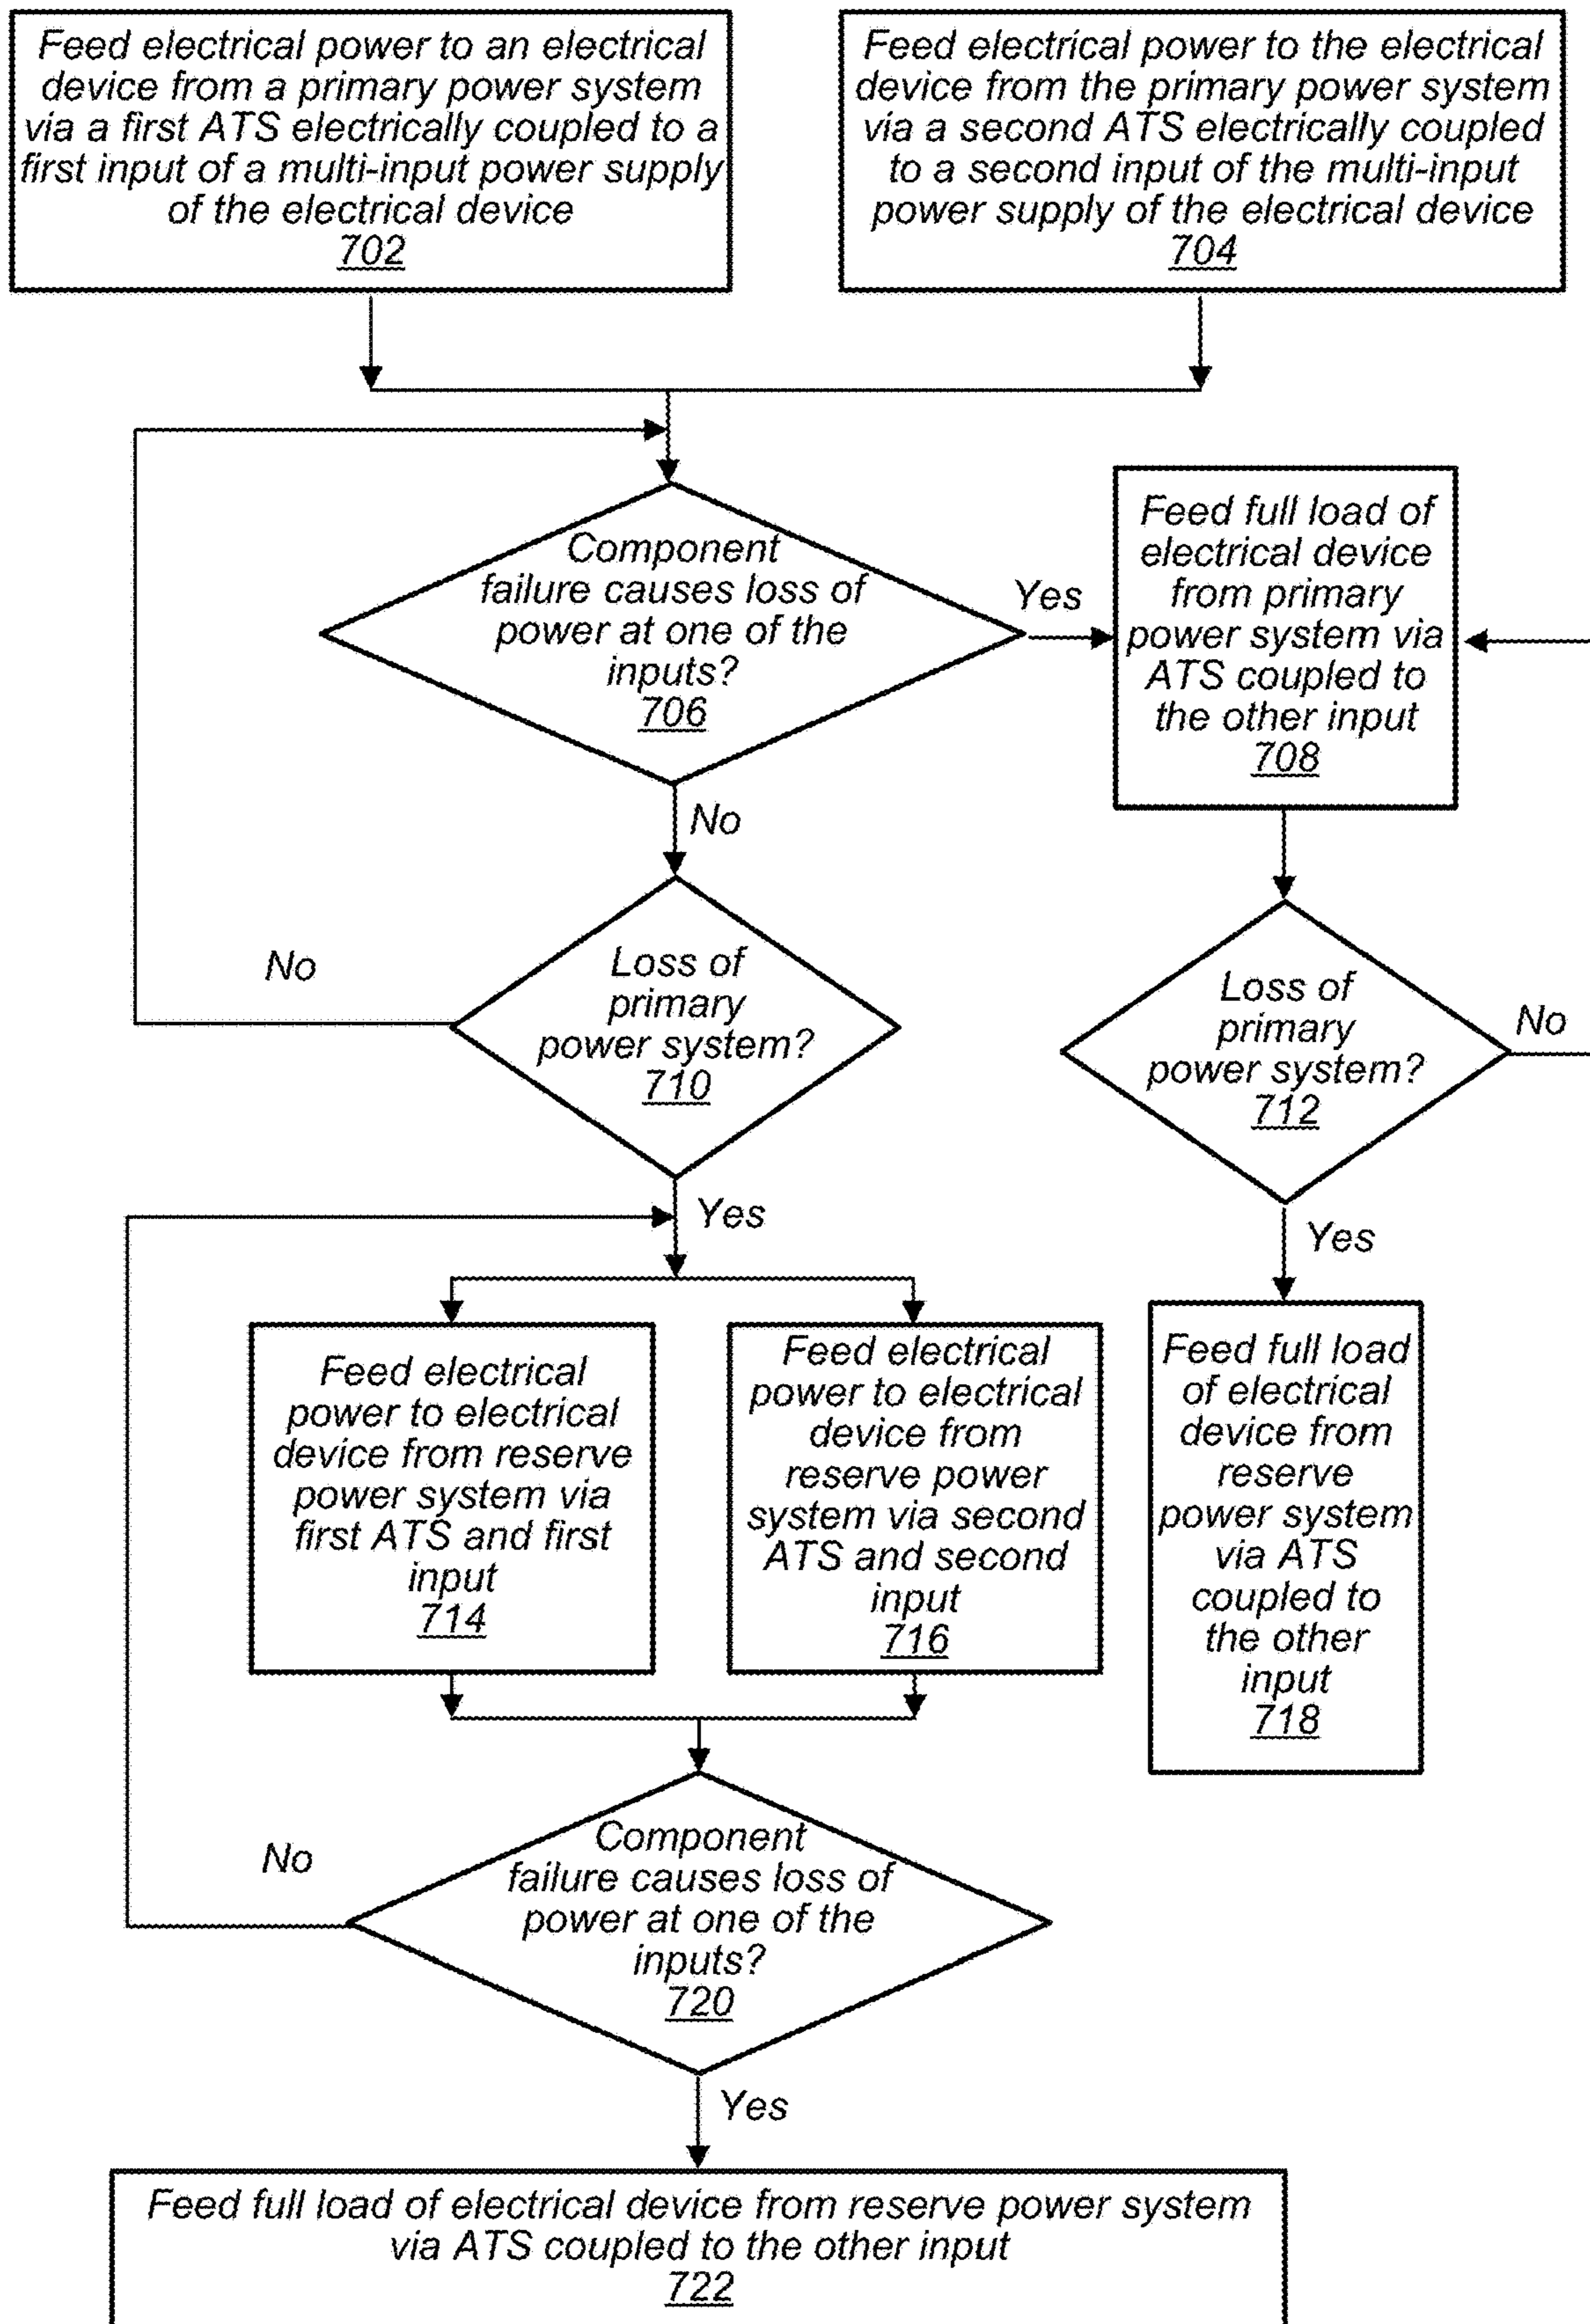 Feed electrical power to an electrical
device from a primary power system
via a first ATS electrically coupled to a
first input of a multi-input power supply
of the electrical device
702
Feed electrical power to the electrical
device from the primary power system
via a second ATS electrically coupled
to a second input of the multi-input
power supply of the electrical device
704
Component
failure causes loss of
power at one of the
inputs?
706
Yes
Feed full load of
electrical device
from primary
power system via
ATS coupled to
the other input
708
No
Loss of
primary
power system?
710
No
Loss of
primary
power system?
712
No
Yes
Yes
Feed electrical
power to electrical
device from reserve
power system via
first ATS and first
input
714
Feed electrical
power to electrical
device from
reserve power
system via second
ATS and second
input
716
Feed full load
of electrical
device from
reserve
power system
via ATS
coupled to
the other
input
718
Component
failure causes loss of
power at one of the
inputs?
720
No
Yes
Feed full load of electrical device from reserve power system
via ATS coupled to the other input
722